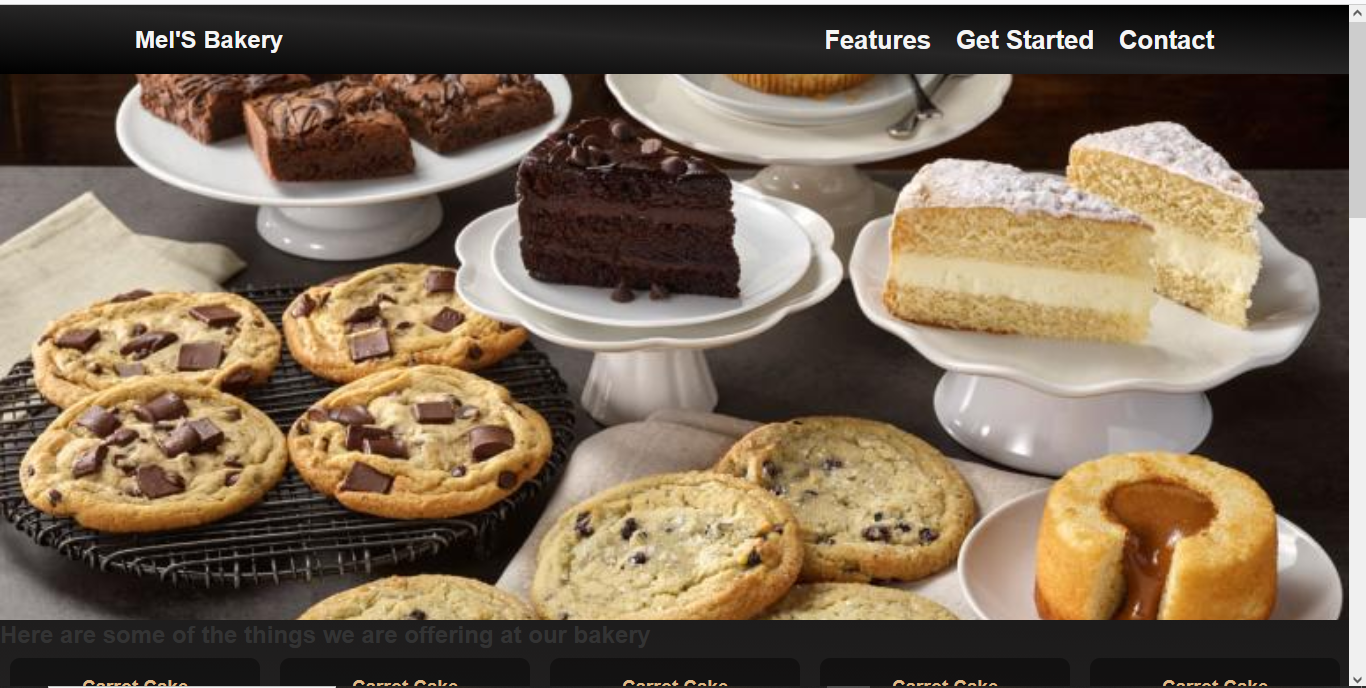 Mel'S Bakery
Features Get Started Contact
Here are some of the things we are offering at our bakery
Carrot Cake Carrot Cake Carrot Cake Carrot Cake Carrot Cake